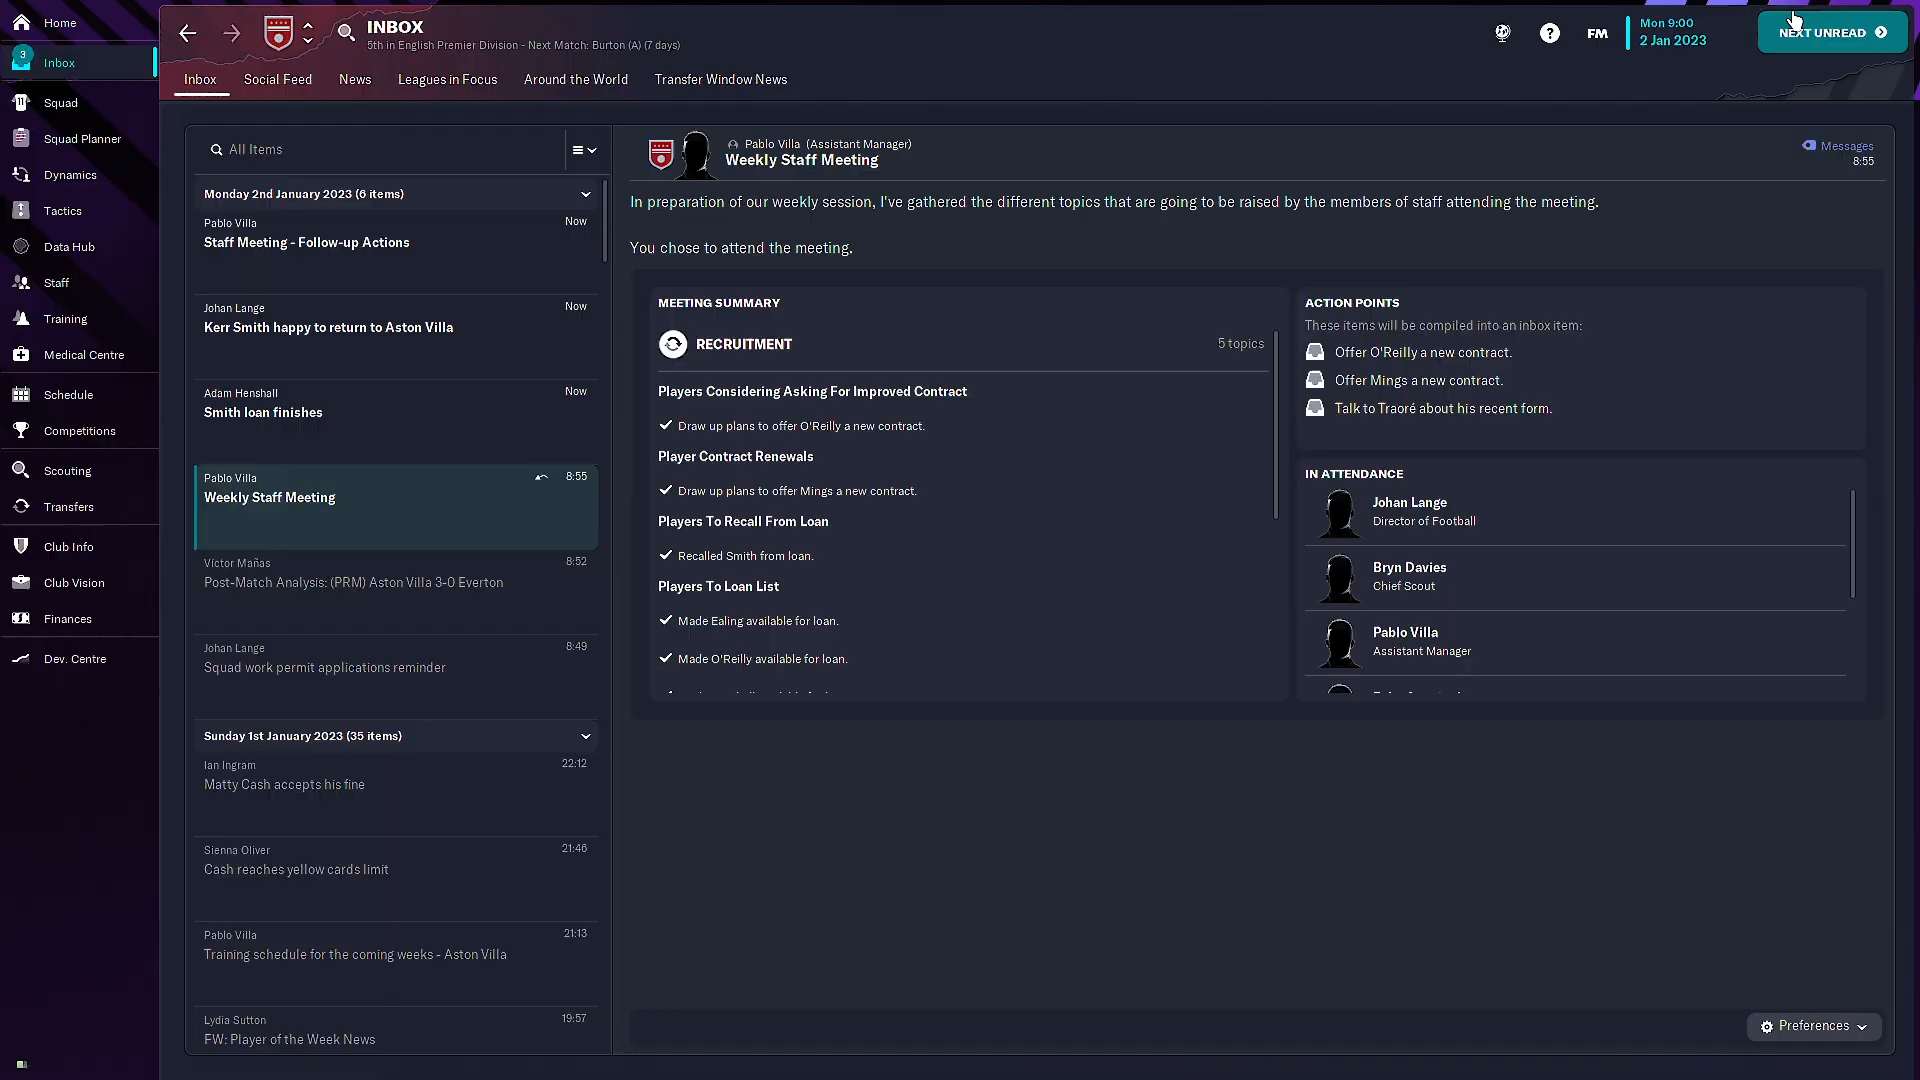 Home
3
Inbox
Squad
Squad Planner
Dynamics
Tactics
Data Hub
Staff
Training
Medical Centre
Schedule
Competitions
Scouting
Transfers
Club Info
Club Vision
Finances
Dev. Centre
INBOX
5th in English Premier Division - Next Match: Burton (A) (7 days)
FM
Mon 9:00
2 Jan 2023
NEXT UNREAD
Inbox
Social Feed
News
Leagues in Focus
Around the World
Transfer Window News
All Items
Monday 2nd January 2023 (6 items)
Pablo Villa
Now
Staff Meeting - Follow-up Actions
Johan Lange
Now
Kerr Smith happy to return to Aston Villa
Adam Henshall
Now
Smith loan finishes
Pablo Villa
8:55
Weekly Staff Meeting
Víctor Mañas
8:52
Post-Match Analysis: (PRM) Aston Villa 3-0 Everton
Johan Lange
8:49
Squad work permit applications reminder
Sunday 1st January 2023 (35 items)
Ian Ingram
22:12
Matty Cash accepts his fine
Sienna Oliver
21:46
Cash reaches yellow cards limit
Pablo Villa
21:13
Training schedule for the coming weeks - Aston Villa
Lydia Sutton
19:57
FW: Player of the Week News
Pablo Villa (Assistant Manager)
Weekly Staff Meeting
Messages
8:55
In preparation of our weekly session, I've gathered the different topics that are going to be raised by the members of staff attending the meeting.
You chose to attend the meeting.
MEETING SUMMARY
RECRUITMENT
5 topics
Players Considering Asking For Improved Contract
Draw up plans to offer O'Reilly a new contract.
Player Contract Renewals
Draw up plans to offer Mings a new contract.
Players To Recall From Loan
Recalled Smith from loan.
Players To Loan List
Made Ealing available for loan.
Made O'Reilly available for loan.
ACTION POINTS
These items will be compiled into an inbox item:
Offer O'Reilly a new contract.
Offer Mings a new contract.
Talk to Traoré about his recent form.
IN ATTENDANCE
Johan Lange
Director of Football
Bryn Davies
Chief Scout
Pablo Villa
Assistant Manager
Preferences